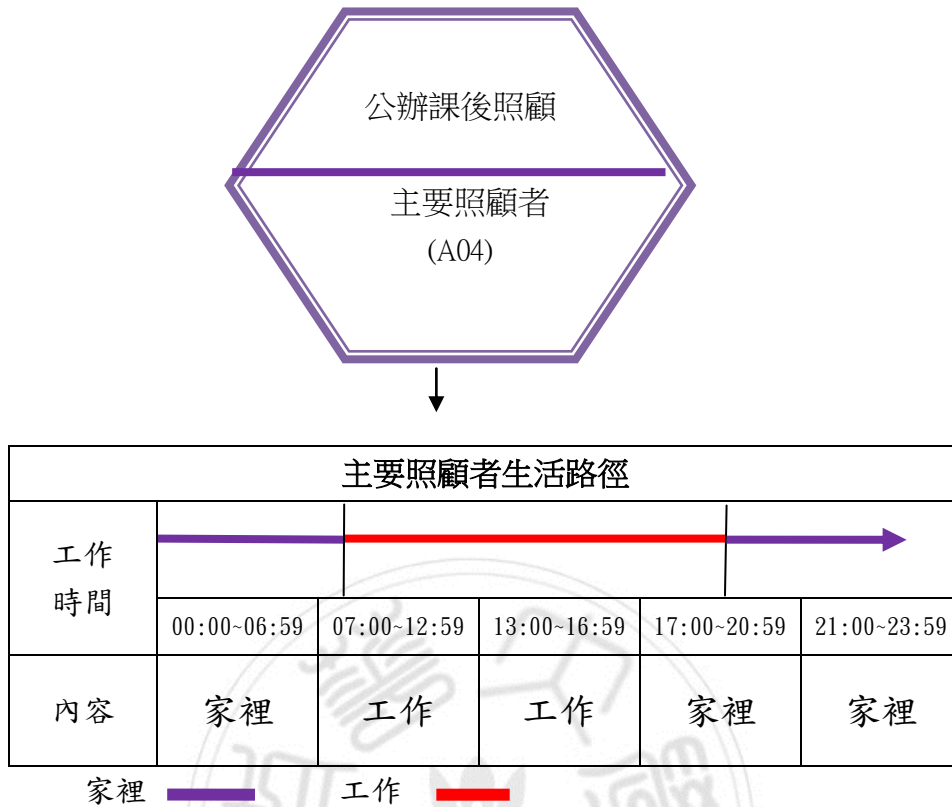 公辦課後照顧
主要照顧者
(A04)
主要照顧者生活路徑
工作
時間
00:00~06:59 07:00~12:59 13:00~16:59 17:00~20:59 21:00~23:59
內容 家裡 工作 工作 家裡 家裡
家裡 工作